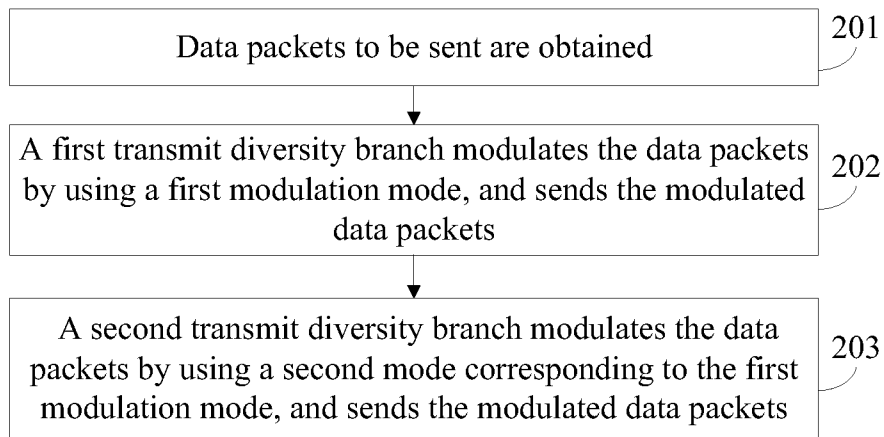 Data packets to be sent are obtained
201
A first transmit diversity branch modulates the data packets
by using a first modulation mode, and sends the modulated
data packets
202
A second transmit diversity branch modulates the data
packets by using a second mode corresponding to the first
modulation mode, and sends the modulated data packets
203